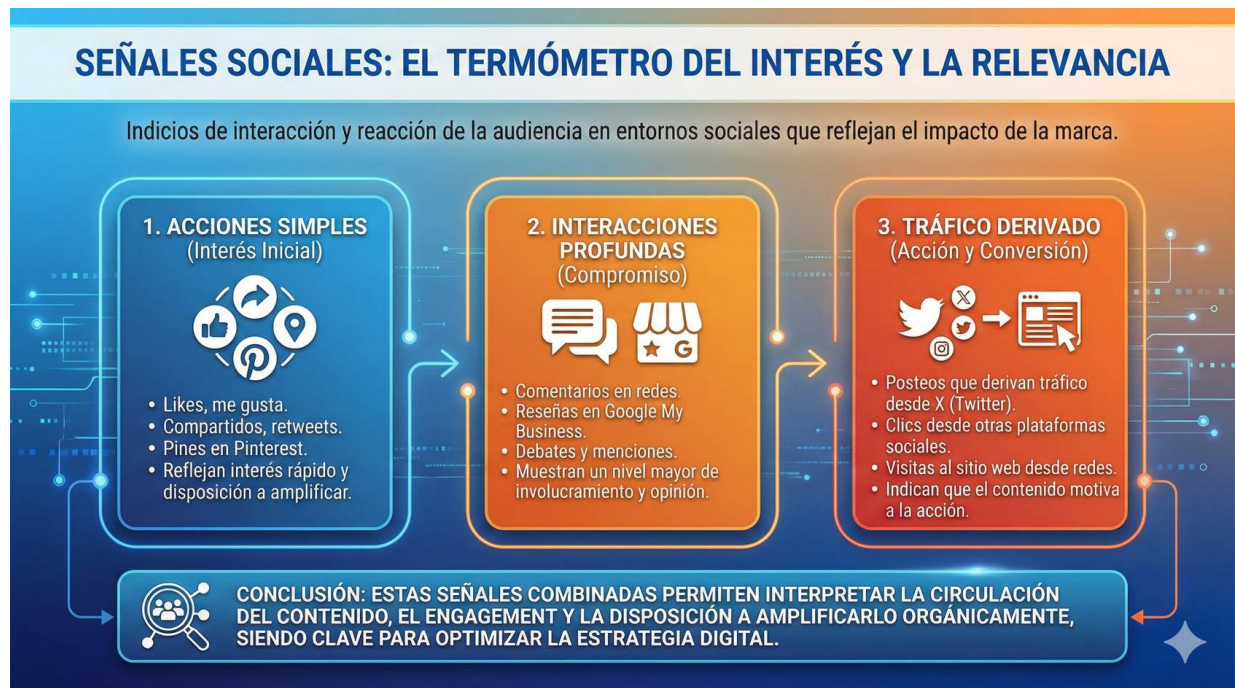 SEÑALES SOCIALES: EL TERMÓMETRO DEL INTERÉS Y LA RELEVANCIA
Indicios de interacción y reacción de la audiencia en entornos sociales que reflejan el impacto de la marca.
1. ACCIONES SIMPLES
(Interés Inicial)
• Likes, me gusta.
• Compartidos, retweets.
• Pines en Pinterest.
• Reflejan interés rápido y
disposición a amplificar.
2. INTERACCIONES
PROFUNDAS
(Compromiso)
G
• Comentarios en redes.
• Reseñas en Google My
Business.
• Debates y menciones.
• Muestran un nivel mayor de
involucramiento y opinión.
3. TRÁFICO DERIVADO
(Acción y Conversión)
X
• Posteos que derivan tráfico
desde X (Twitter).
• Clics desde otras plataformas
sociales.
• Visitas al sitio web desde redes.
• Indican que el contenido motiva
a la acción.
CONCLUSIÓN: ESTAS SEÑALES COMBINADAS PERMITEN INTERPRETAR LA CIRCULACIÓN
DEL CONTENIDO, EL ENGAGEMENT Y LA DISPOSICIÓN A AMPLIFICARLO ORGÁNICAMENTE,
SIENDO CLAVE PARA OPTIMIZAR LA ESTRATEGIA DIGITAL.